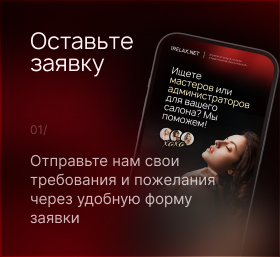 Оставьте
заявку
IRELAX.NET
Ищете
мастеров или
администраторов
для вашего
салона? Мы
поможем!
XOXO
01/
Отправьте нам свои
требования и пожелания
через удобную форму
заявки